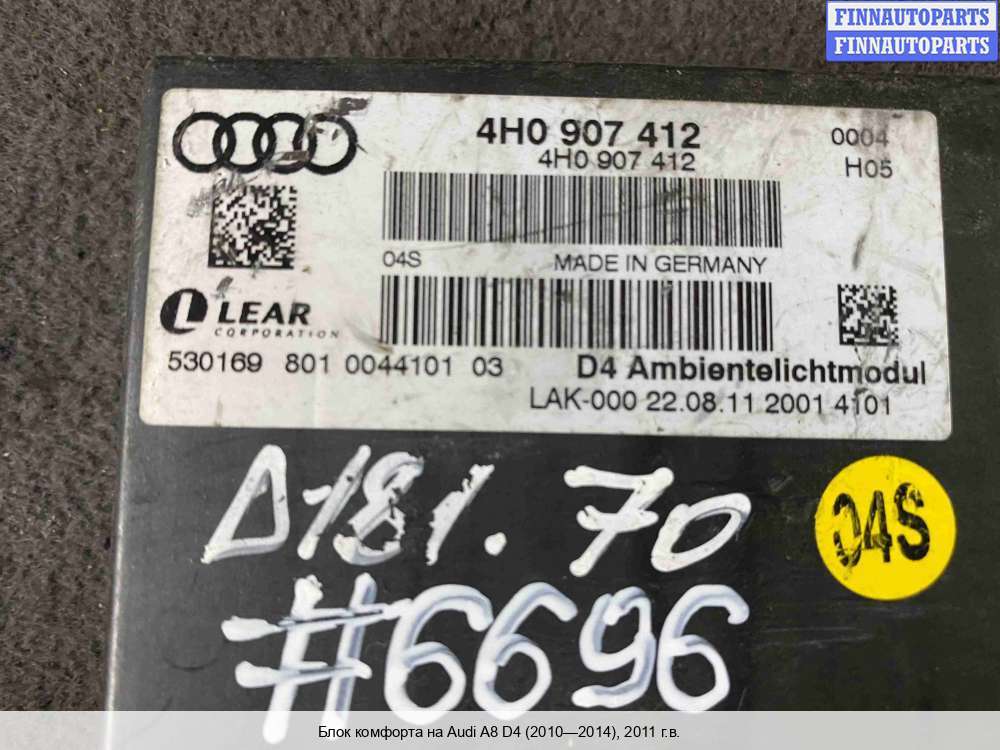 FINNAUTOPARTS
FINNAUTOPARTS
4H0 907 412
0004
4H0 907 412
H05
04S
MADE IN GERMANY
LEAR
CORPORATION
530169 801 0044101 03
D4 Ambientelichtmodul
LAK-000 22.08.11 2001 4101
D181.70
04S
#6696
Блок комфорта на Audi A8 D4 (2010—2014), 2011 г.в.